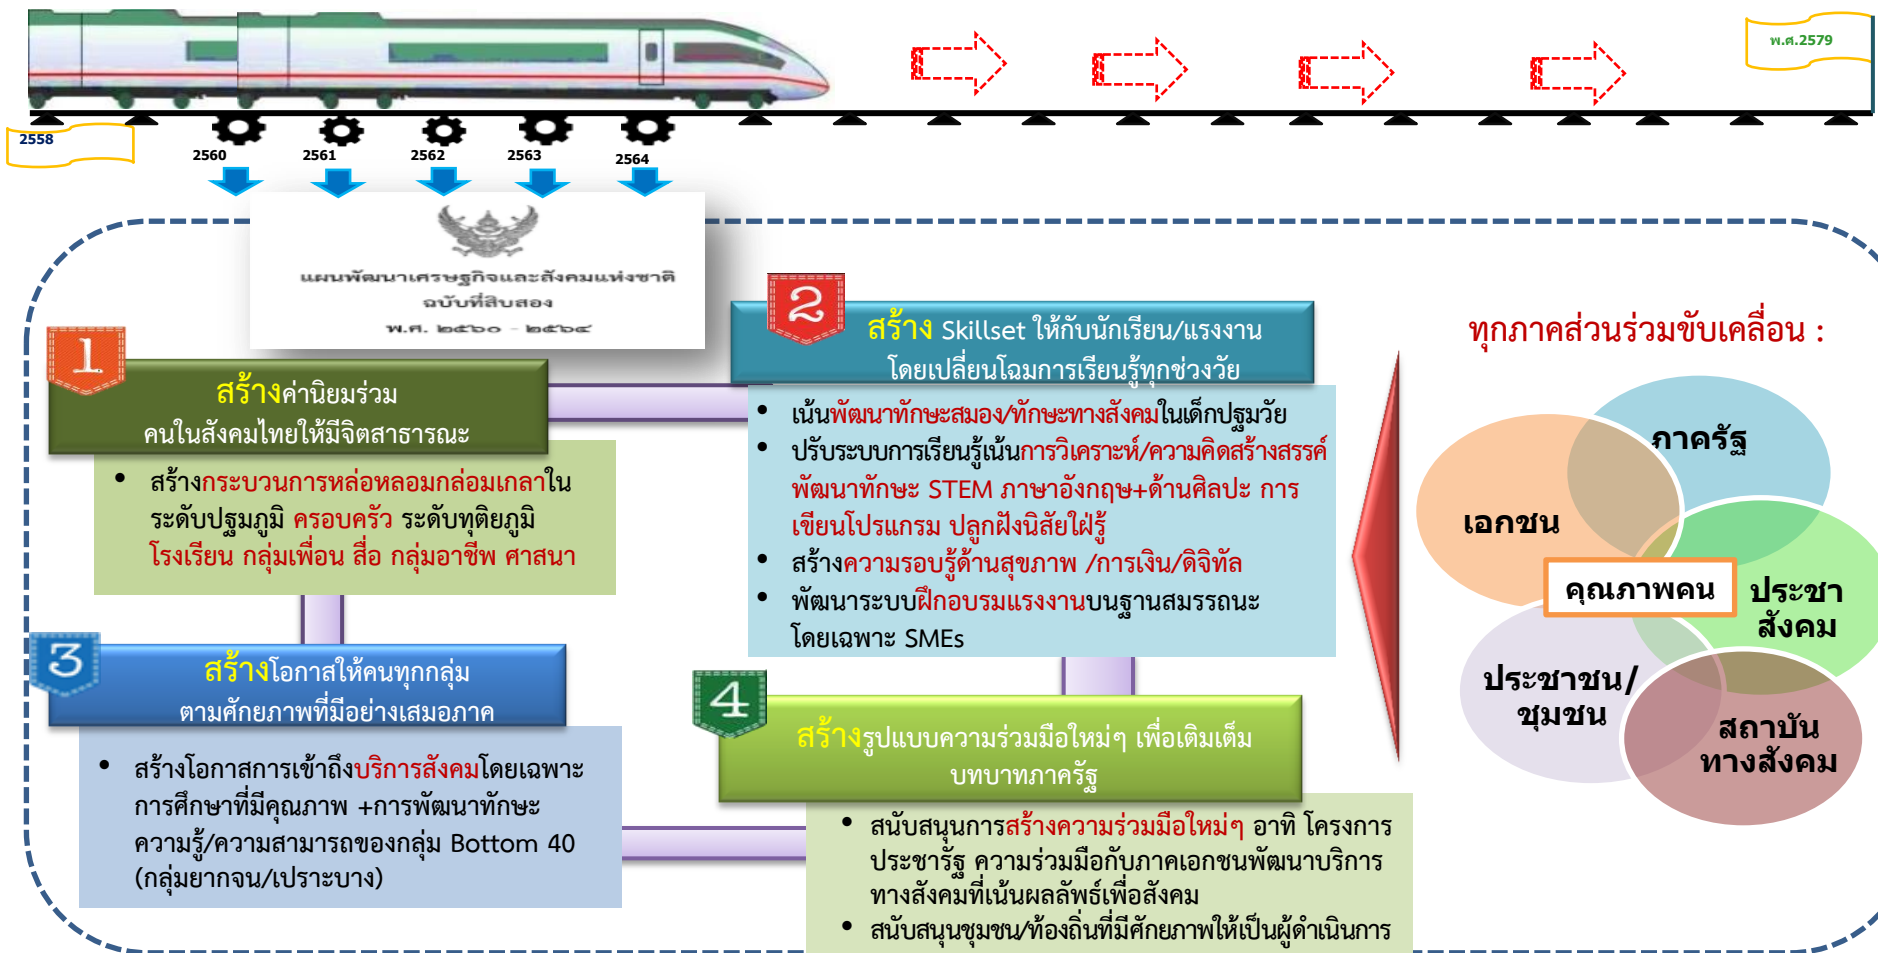 พ.ศ.2579
2558
2560
2561
2562
2563
2564
แผนพัฒนาเศรษฐกิจและสังคมแห่งชาติ
ฉบับที่สิบสอง
พ.ศ. ๒๕๖๐ - ๒๕๖๔
1
สร้างค่านิยมร่วม
คนในสังคมไทยให้มีจิตสาธารณะ
• สร้างกระบวนการหล่อหลอมกล่อมเกลาใน
ระดับปฐมภูมิ ครอบครัว ระดับทุติยภูมิ
โรงเรียน กลุ่มเพื่อน สื่อ กลุ่มอาชีพ ศาสนา
2
สร้าง Skillset ให้กับนักเรียน/แรงงาน
โดยเปลี่ยนโฉมการเรียนรู้ทุกช่วงวัย
• เน้นพัฒนาทักษะสมอง/ทักษะทางสังคมในเด็กปฐมวัย
• ปรับระบบการเรียนรู้เน้นการวิเคราะห์/ความคิดสร้างสรรค์
พัฒนาทักษะ STEM ภาษาอังกฤษ+ด้านศิลปะ การ
เขียนโปรแกรม ปลูกฝังนิสัยใฝ่รู้
• สร้างความรอบรู้ด้านสุขภาพ /การเงิน/ดิจิทัล
• พัฒนาระบบฝึกอบรมแรงงานบนฐานสมรรถนะ
โดยเฉพาะ SMEs
3
สร้างโอกาสให้คนทุกกลุ่ม
ตามศักยภาพที่มีอย่างเสมอภาค
• สร้างโอกาสการเข้าถึงบริการสังคมโดยเฉพาะ
การศึกษาที่มีคุณภาพ +การพัฒนาทักษะ
ความรู้/ความสามารถของกลุ่ม Bottom 40
(กลุ่มยากจน/เปราะบาง)
4
สร้างรูปแบบความร่วมมือใหม่ๆ เพื่อเติมเต็ม
บทบาทภาครัฐ
• สนับสนุนการสร้างความร่วมมือใหม่ๆ อาทิ โครงการ
ประชารัฐ ความร่วมมือกับภาคเอกชนพัฒนาบริการ
ทางสังคมที่เน้นผลลัพธ์เพื่อสังคม
• สนับสนุนชุมชน/ท้องถิ่นที่มีศักยภาพให้เป็นผู้ดำเนินการ
ทุกภาคส่วนร่วมขับเคลื่อน :
ภาครัฐ
เอกชน
คุณภาพคน
ประชา
สังคม
ประชาชน/
ชุมชน
สถาบัน
ทางสังคม